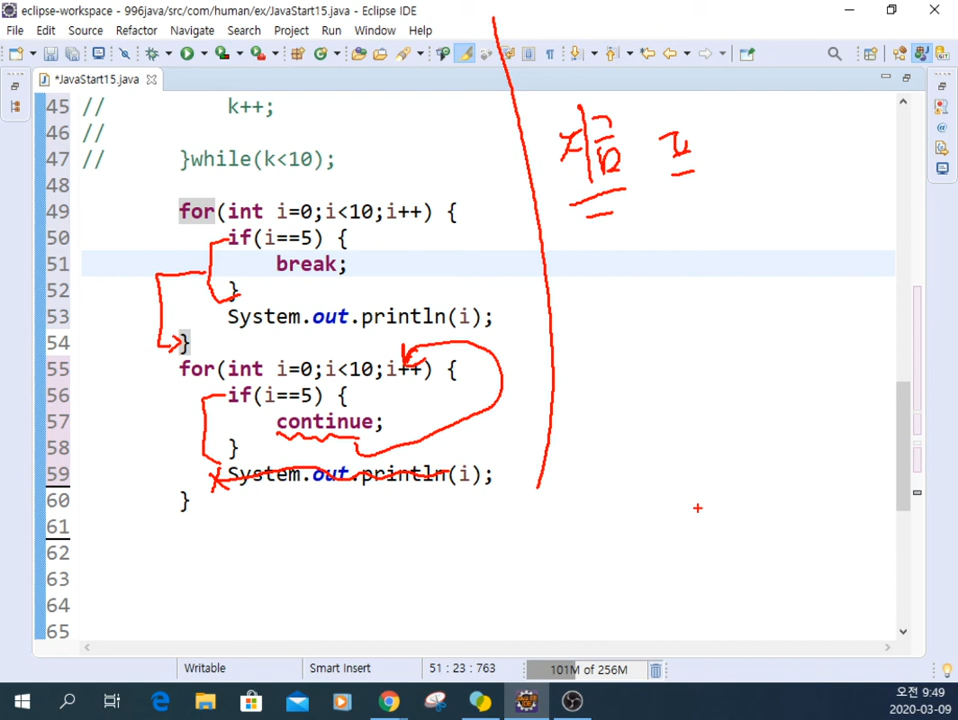 eclipse-workspace - 996java/src/com/human/ex/JavaStart15.java - Eclipse IDE
File Edit Source Refactor Navigate Search Project Run Window Help
*JavaStart15.java
45 // k++;
46 //
47 // }while(k<10);
48
49 for(int i=0;i<10;i++) {
50 if(i==5) {
51 break;
52 }
53 System.out.println(i);
54 }
55 for(int i=0;i<10;i++) {
56 if(i==5) {
57 continue;
58 }
59 System.out.println(i);
60 }
61
62
63
64
65
Writable Smart Insert 51 : 23 : 763 101M of 256M
오전 9:49
2020-03-09